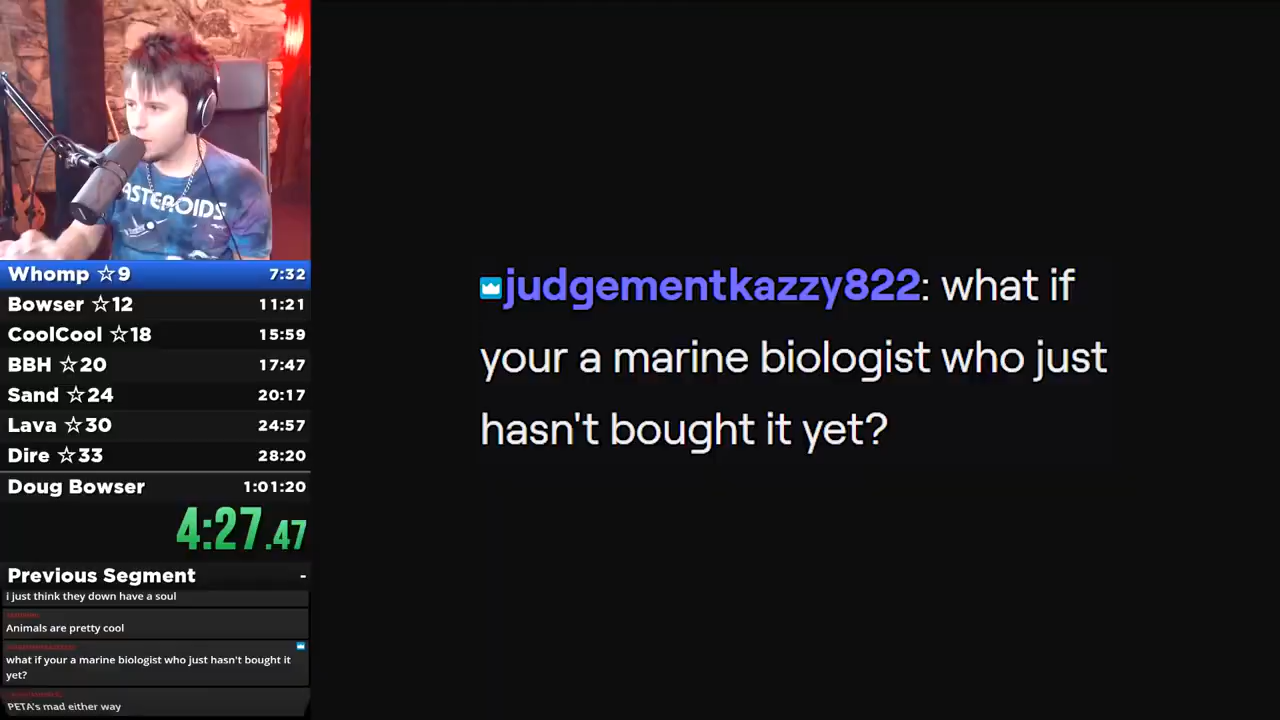 ASTEROIDS
Whomp ☆9 7:32
Bowser ☆12 11:21
CoolCool ☆18 15:59
BBH ☆20 17:47
Sand ☆24 20:17
Lava ☆30 24:57
Dire ☆33 28:20
Doug Bowser 1:01:20
4:27.47
Previous Segment -
i just think they down have a soul
Animals are pretty cool
what if your a marine biologist who just hasn't bought it
yet?
PETA's mad either way
judgementkazzy822: what if
your a marine biologist who just
hasn't bought it yet?